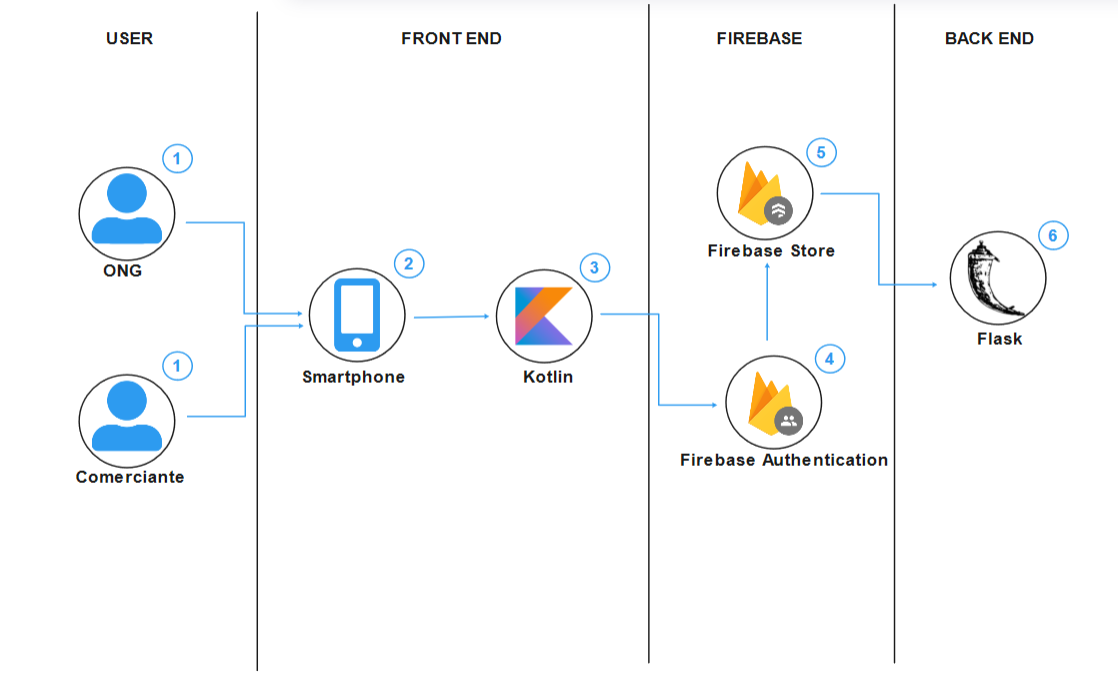 USER
FRONT END
FIREBASE
BACK END
1
ONG
1
Comerciante
2
Smartphone
3
Kotlin
5
Firebase Store
4
Firebase Authentication
6
Flask